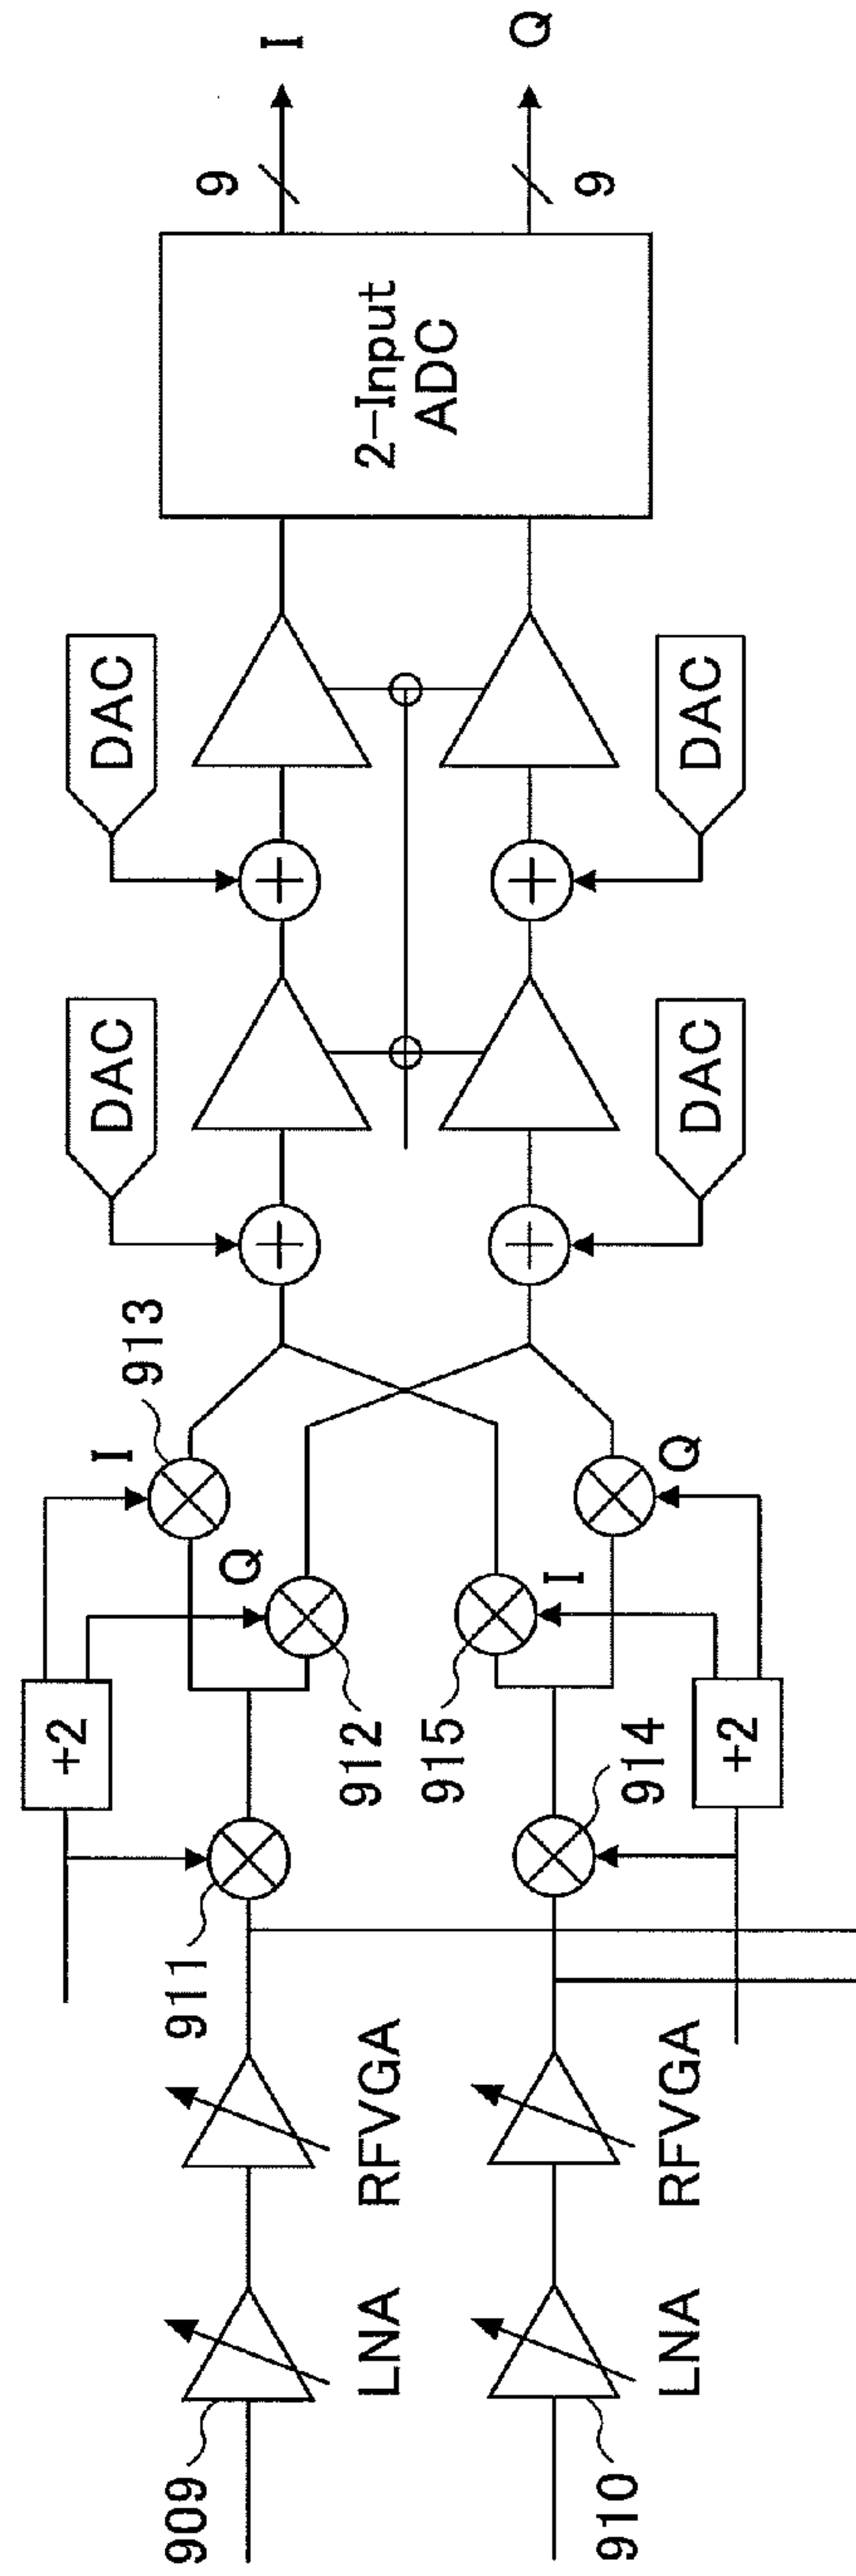 I
Q
9
9
2-Input
ADC
DAC
DAC
DAC
DAC
913
I
Q
Q
I
+2
912
915
914
+2
911
RFVGA
RFVGA
LNA
LNA
909
910